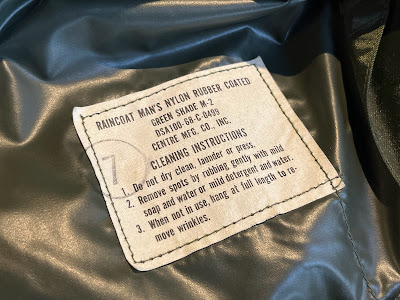 RAINCOAT MAN'S NYLON RUBBER COATED
GREEN SHADE M-2
DSA100-68-C-0499
CENTRE MFG. CO., INC.
CLEANING INSTRUCTIONS
7
1. Do not dry clean, launder or press.
2. Remove spots by rubbing gently with mild
soap and water or mild detergent and water.
3. When not in use, hang at full length to re-
move wrinkles.